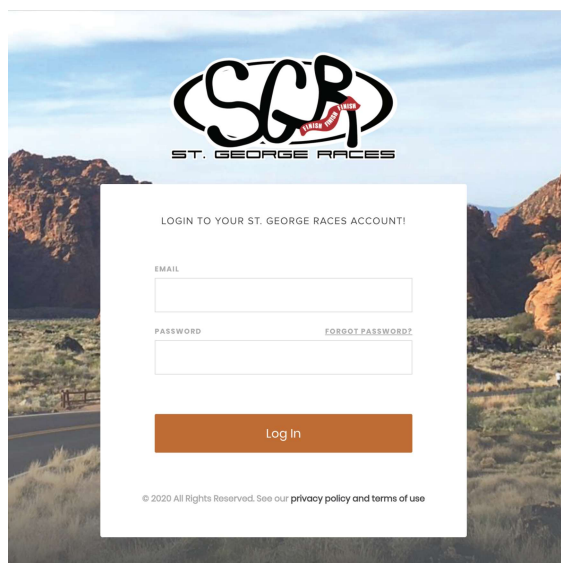 SGR
FINISH FINISH FINISH
ST. GEORGE RACES
LOGIN TO YOUR ST. GEORGE RACES ACCOUNT!
EMAIL
PASSWORD FORGOT PASSWORD?
Log In
© 2020 All Rights Reserved. See our privacy policy and terms of use